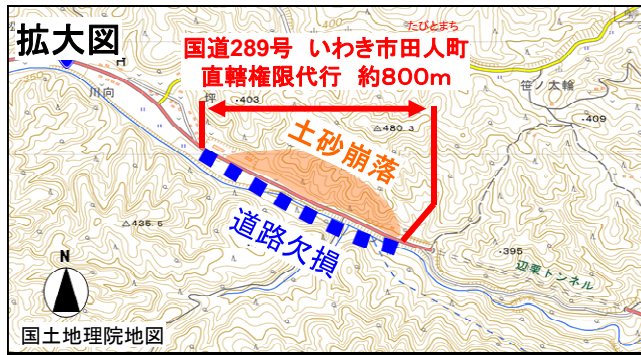 拡大図
たびとまち
国道289号 いわき市田人町
直轄権限代行 約800m
川向
坪
・403
笹ノ太輪
・409
△480.3
土砂崩落
△435.5
道路欠損
・395
辺栗トンネル
N
国土地理院地図